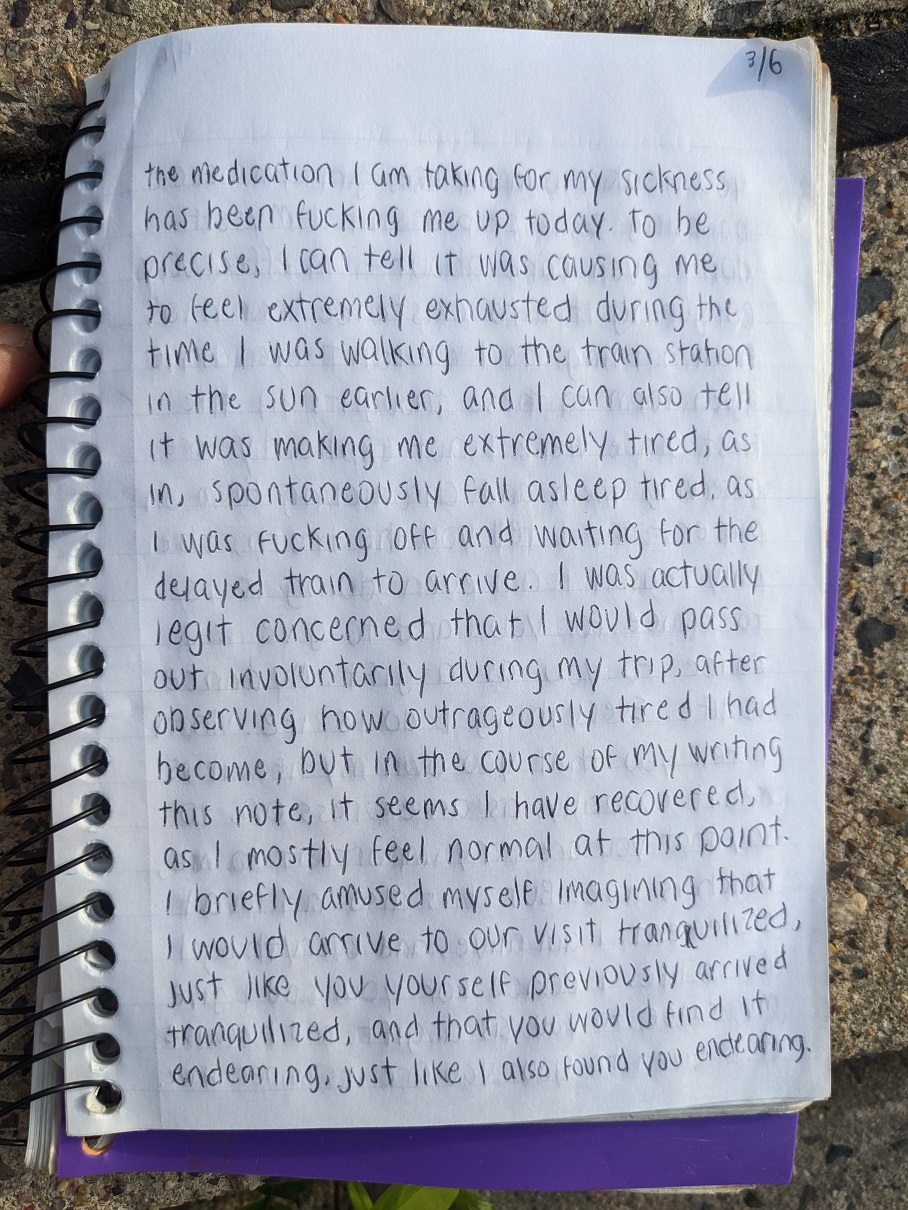 3/6
the medication I am taking for my sickness
has been fucking me up today. To be
precise, I can tell it was causing me
to feel extremely exhausted during the
time I was walking to the train station
in the sun earlier, and I can also tell
it was making me extremely tired, as
in, spontaneously fall asleep tired, as
I was fucking off and waiting for the
delayed train to arrive. I was actually
legit concerned that I would pass
out involuntarily during my trip, after
observing how outrageously tired I had
become, but in the course of my writing
this note, it seems I have recovered,
as I mostly feel normal at this point.
I briefly amused myself imagining that
I would arrive to our visit tranquilized,
just like you yourself previously arrived
tranquilized, and that you would find it
endearing, just like I also found you endearing.